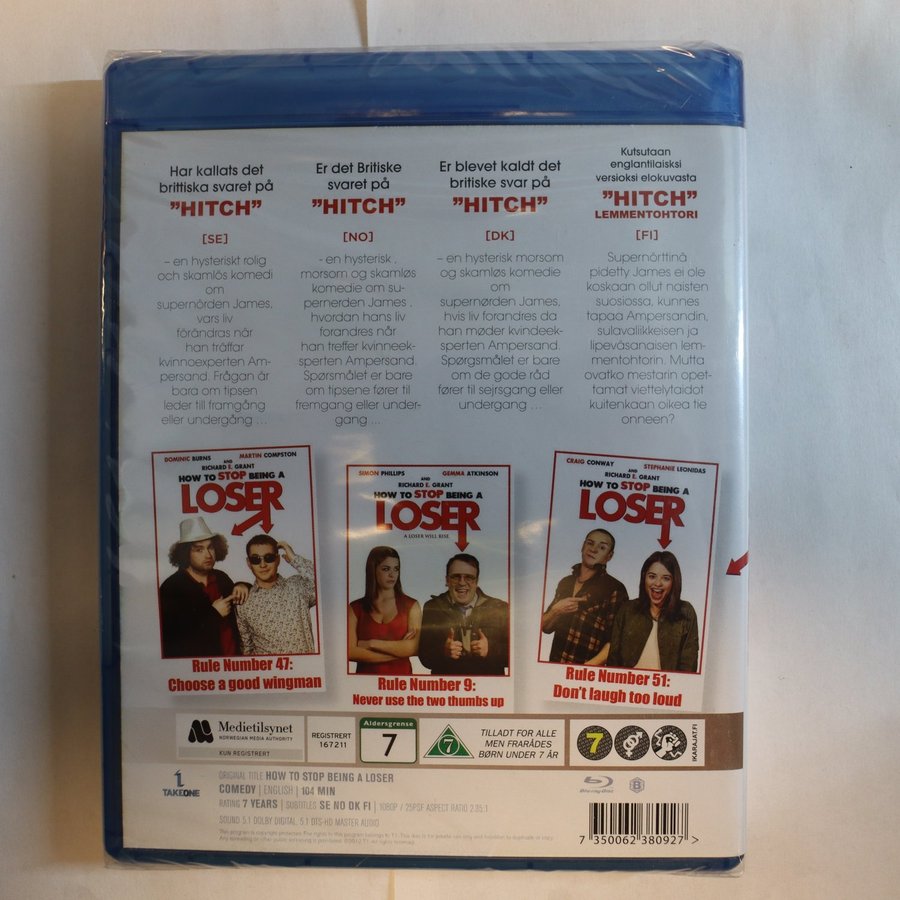 Har kallats det
brittiska svaret på
"HITCH"
[SE]
– en hysteriskt rolig
och skamlös komedi
om
supernörden James,
vars liv
förändras när
han träffar
kvinnoexperten Am-
persand. Frågan är
bara om tipsen
leder till framgång
eller undergång ...
Er det Britiske
svaret på
"HITCH"
[NO]
- en hysterisk ,
morsom og skamløs
komedie om su-
pernerden James ,
hvordan hans liv
forandres når
han treffer kvinneek-
sperten Ampersand.
Spørsmålet er bare
om tipsene fører til
fremgang eller under-
gang ...
Er blevet kaldt det
britiske svar på
"HITCH"
[DK]
– en hysterisk morsom
og skamløs komedie
om
supernørden James,
hvis liv forandres da
han møder kvindeek-
sperten Ampersand.
Spørgsmålet er bare
om de gode råd
fører til sejrsgang eller
undergang ...
Kutsutaan
englantilaisksi
versioksi elokuvasta
"HITCH"
LEMMENTOHTORI
[FI]
Supernörttinä
pidetty James ei ole
koskaan ollut naisten
suosiossa, kunnes
tapaa Ampersandin,
sulavaliikkeisen ja
lipeväsanaisen lem-
mentohtorin. Mutta
ovatko mestarin opet-
tamat viettelytaidot
kuitenkaan oikea tie
onneen?
DOMINIC BURNS MARTIN COMPSTON
AND
RICHARD E. GRANT
HOW TO STOP BEING A
LOSER
Rule Number 47:
Choose a good wingman
SIMON PHILLIPS GEMMA ATKINSON
AND
RICHARD E. GRANT
HOW TO STOP BEING A
LOSER
A LOSER WILL RISE
Rule Number 9:
Never use the two thumbs up
CRAIG CONWAY STEPHANIE LEONIDAS
AND
RICHARD E. GRANT
HOW TO STOP BEING A
LOSER
Rule Number 51:
Don't laugh too loud
Medietilsynet
NORWEGIAN MEDIA AUTHORITY
KUN REGISTRERT
REGISTRERT
167211
Aldersgrense
7
7
TILLADT FOR ALLE
MEN FRARÅDES
BØRN UNDER 7 ÅR
7
IKARAJAT.FI
TAKEONE
ORIGINAL TITLE HOW TO STOP BEING A LOSER
COMEDY | ENGLISH | 104 MIN
RATING 7 YEARS | SUBTITLES SE NO DK FI | 1080P / 25PSF ASPECT RATIO 2.35:1
SOUND 5.1 DOLBY DIGITAL, 5.1 DTS-HD MASTER AUDIO
Blu-ray Disc
B
7 350062 380927 >